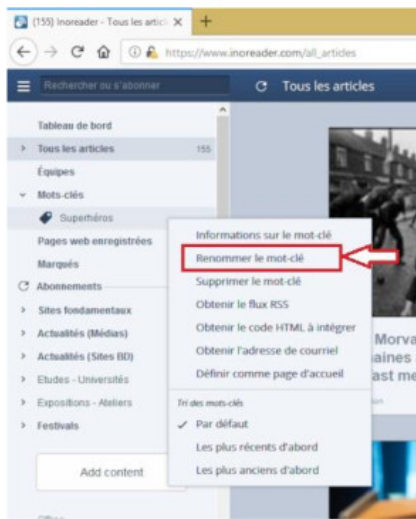 (155) Inoreader - Tous les artic
https://www.inoreader.com/all_articles
Rechercher ou s'abonner
Tous les articles
Tableau de bord
Tous les articles 155
Équipes
Mots-clés
Superhéros
Pages web enregistrées
Marqués
Abonnements
Sites fondamentaux
Actualités (Médias)
Actualités (Sites BD)
Etudes - Universités
Expositions - Ateliers
Festivals
Add content
Informations sur le mot-clé
Renommer le mot-clé
Supprimer le mot-clé
Obtenir le flux RSS
Obtenir le code HTML à intégrer
Obtenir l'adresse de courriel
Définir comme page d'accueil
Tri des mots-clés
Par défaut
Les plus récents d'abord
Les plus anciens d'abord
Morva
aines
ast me